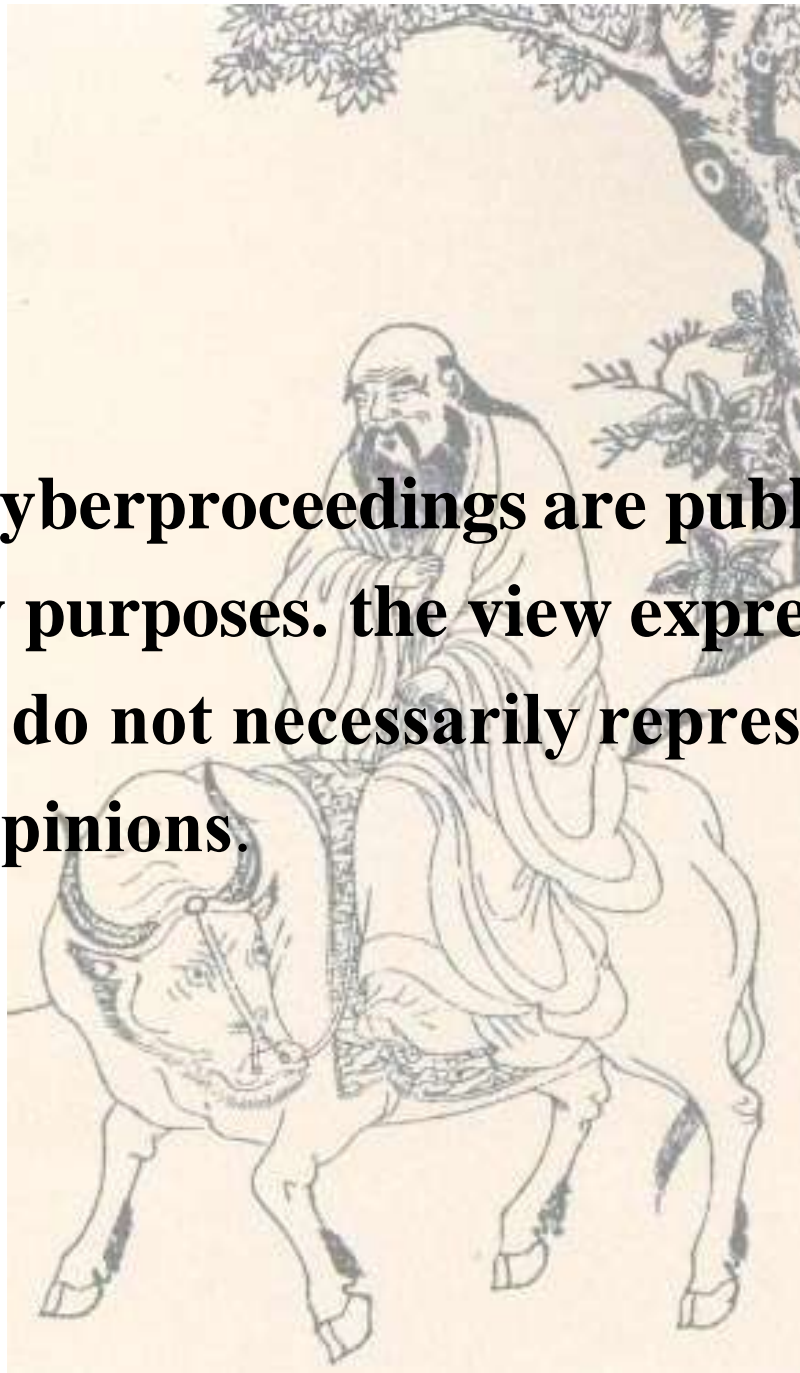 yberproceedings are publ
purposes. the view expre
do not necessarily repres
pinions.